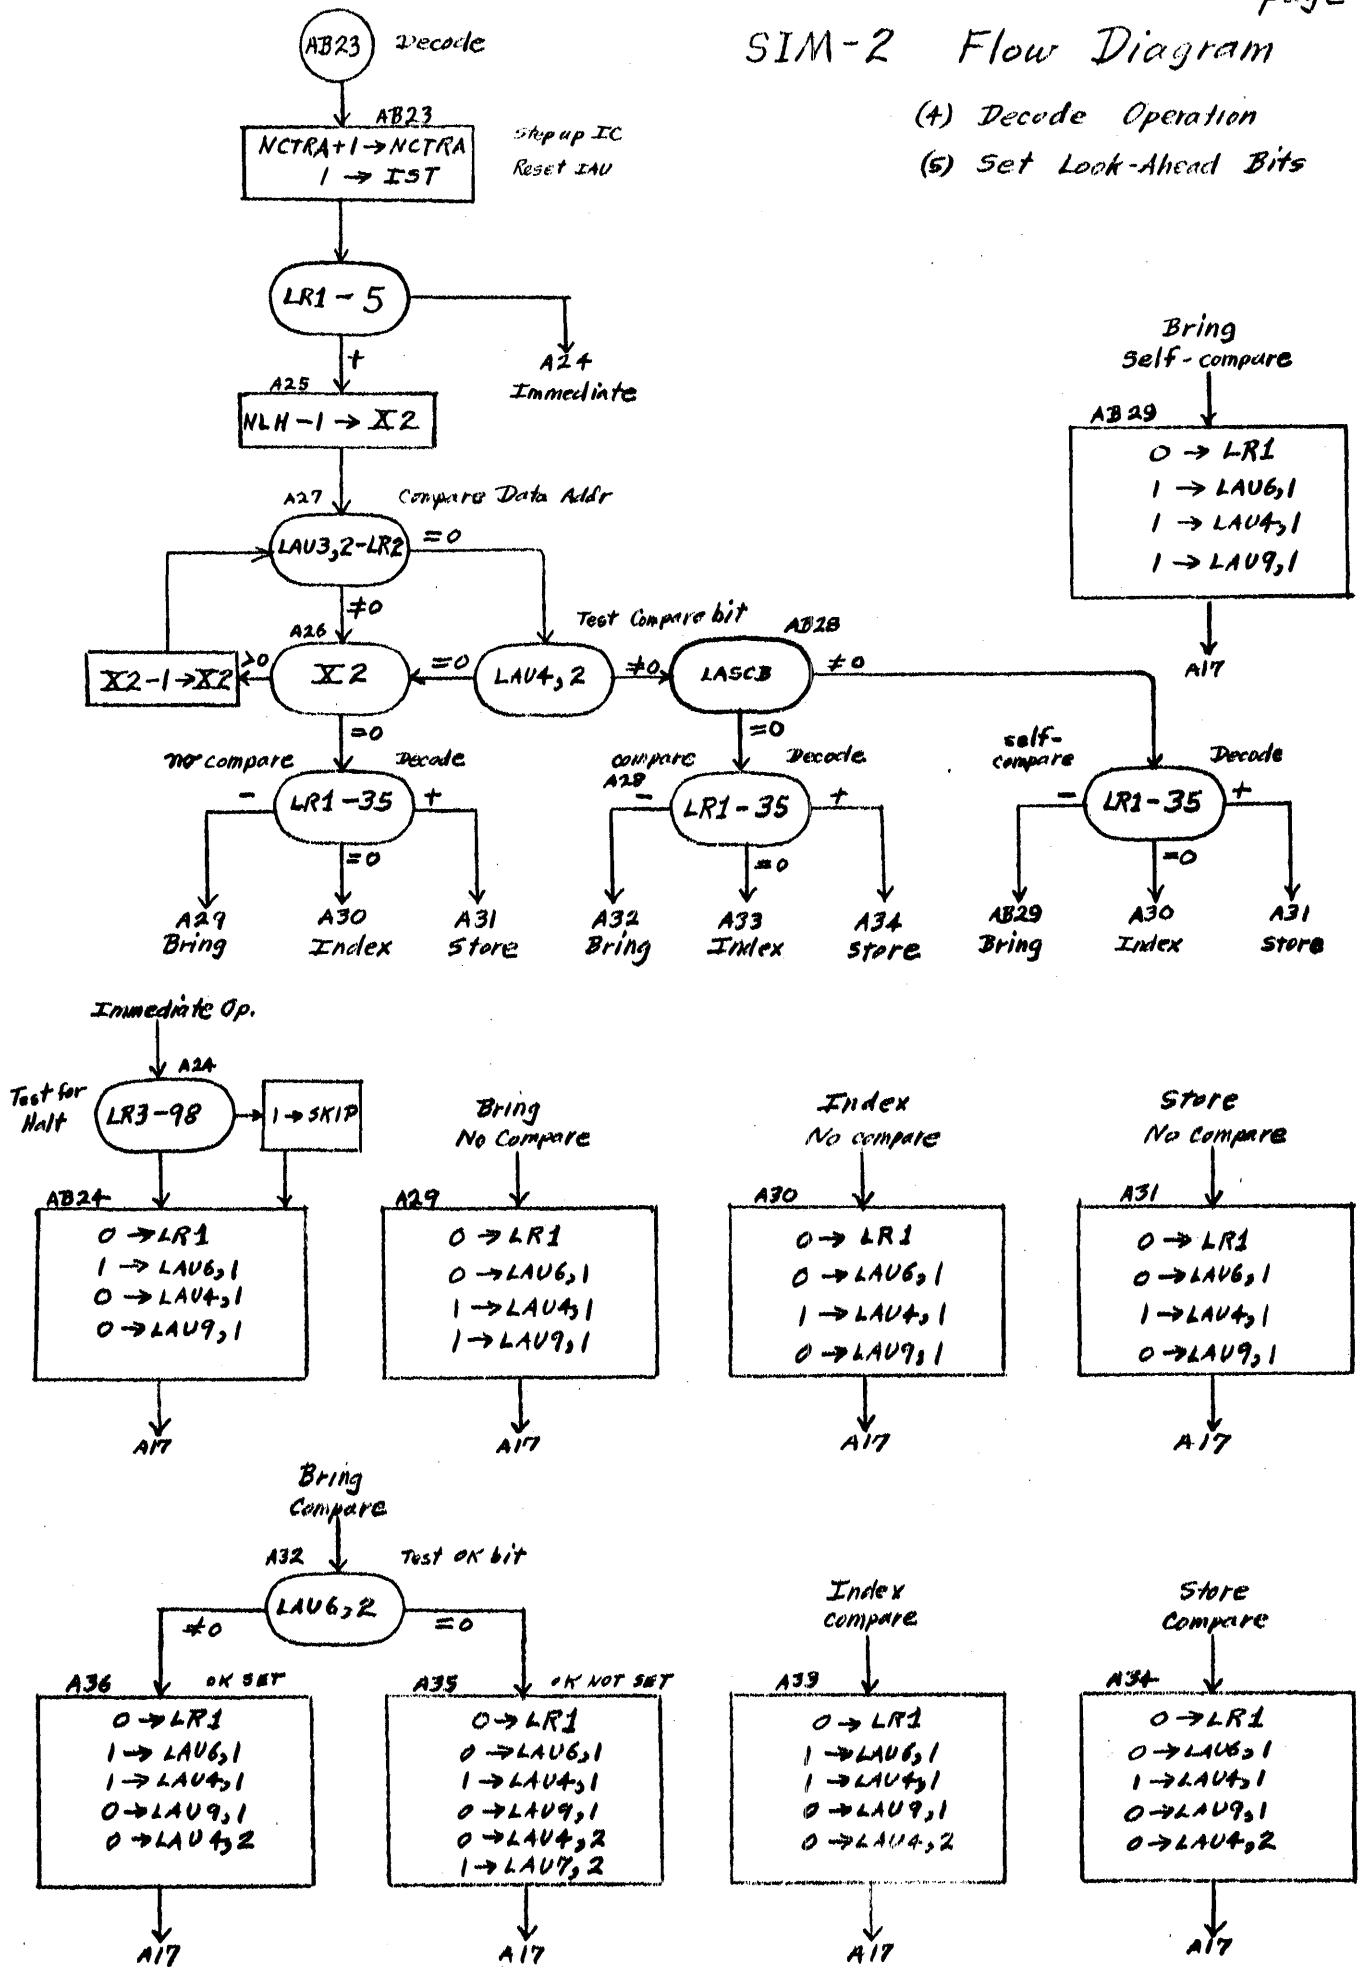 page
SIM-2 Flow Diagram
(4) Decode Operation
(5) Set Look-Ahead Bits
AB23 Decode
AB23
NCTRA+1→NCTRA
1 → IST
Step up IC
Reset IAU
LR1 - 5
+
A24
Immediate
A25
NLH-1 → X2
A27
Compare Data Addr
LAU3,2-LR2
=0
≠0
A26
X2
>0
X2-1→X2
=0
Test Compare bit
LAU4,2
=0
≠0
AB28
LASCB
≠0
=0
no compare
Decode
LR1-35
-
+
=0
A29
Bring
A30
Index
A31
Store
compare
A28
Decode
LR1-35
-
+
=0
A32
Bring
A33
Index
A34
Store
self-
compare
Decode
LR1-35
-
+
=0
AB29
Bring
A30
Index
A31
Store
Bring
Self-compare
AB29
0 → LR1
1 → LAU6,1
1 → LAU4,1
1 → LAU9,1
A17
Immediate Op.
A24
Test for
Halt
LR3-98
1→SKIP
AB24
0 → LR1
1 → LAU6,1
0 → LAU4,1
0 → LAU9,1
A17
Bring
No Compare
A29
0 → LR1
0 → LAU6,1
1 → LAU4,1
1 → LAU9,1
A17
Index
No compare
A30
0 → LR1
0 → LAU6,1
1 → LAU4,1
0 → LAU9,1
A17
Store
No Compare
A31
0 → LR1
0 → LAU6,1
1 → LAU4,1
0 → LAU9,1
A17
Bring
Compare
A32
Test OK bit
LAU6,2
≠0
=0
A36
OK SET
0 → LR1
1 → LAU6,1
1 → LAU4,1
0 → LAU9,1
0 → LAU4,2
A17
A35
OK NOT SET
0 → LR1
0 → LAU6,1
1 → LAU4,1
0 → LAU9,1
0 → LAU4,2
1 → LAU7,2
A17
Index
Compare
A33
0 → LR1
1 → LAU6,1
1 → LAU4,1
0 → LAU9,1
0 → LAU4,2
A17
Store
Compare
A34
0 → LR1
0 → LAU6,1
1 → LAU4,1
0 → LAU9,1
0 → LAU4,2
A17